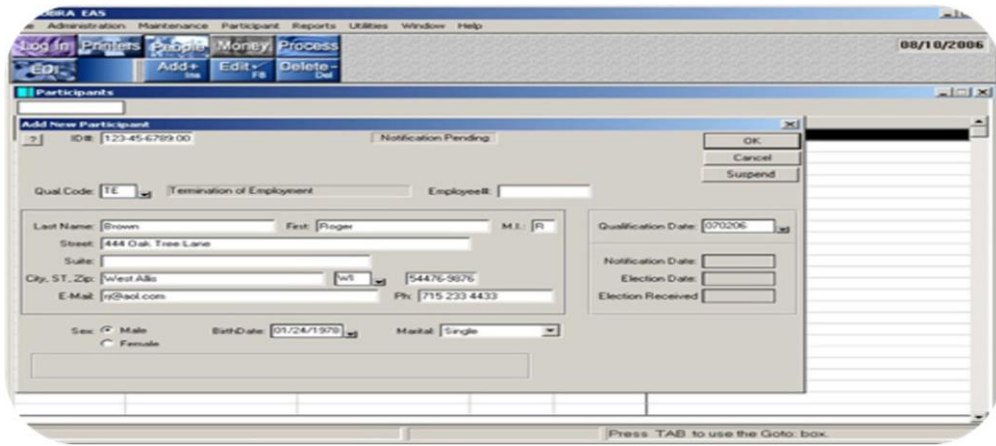 OBRA EAS
e Administration Maintenance Participant Reports Utilities Window Help
Log In Printers People Money Process
08/10/2006
EDI Add+ Ins Edit F8 Delete- Del
Participants
Add New Participant
? ID#: 123-45-6789.00 Notification Pending OK
Cancel
Suspend
Qual.Code: TE Termination of Employment Employee#:
Last Name: Brown First: Roger M.I.: R Qualification Date: 070206
Street: 444 Oak Tree Lane
Suite: Notification Date:
City, ST, Zip: West Allis WI 54476-9876 Election Date:
E-Mail: rj@aol.com Ph: 715 233 4433 Election Received
Sex: Male BirthDate: 01/24/1978 Marital: Single
Female
Press TAB to use the Goto: box.